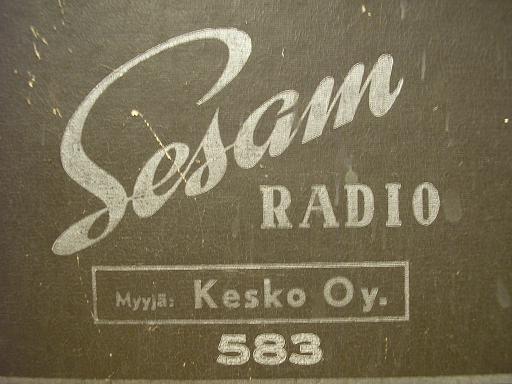 Sesam
RADIO
Myyjä: Kesko Oy.
583